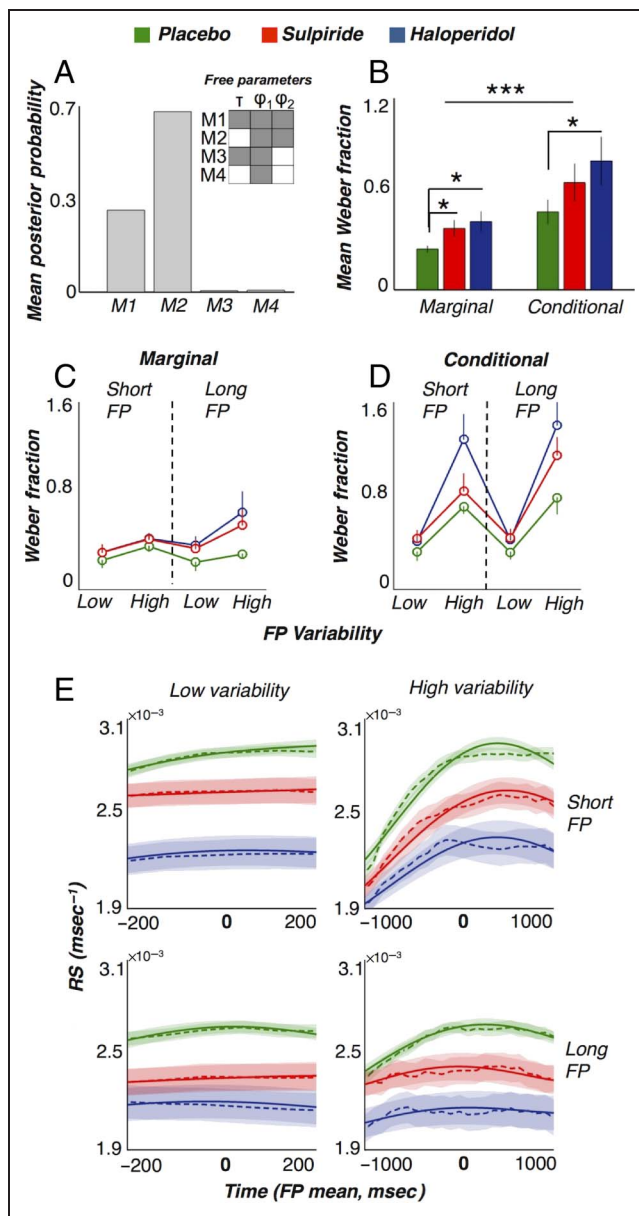 Placebo Sulpiride Haloperidol
A
Free parameters
τ φ1 φ2
M1
M2
M3
M4
0.7
0.3
0
Mean posterior probability
M1 M2 M3 M4
B
1.2
0.6
0
Mean Weber fraction
***
*
*
*
Marginal Conditional
Marginal
C
Short FP
Long FP
1.6
0.8
0
Weber fraction
Low High Low High
Conditional
D
Short FP
Long FP
1.6
0.8
0
Weber fraction
Low High Low High
FP Variability
E
Low variability High variability
×10⁻³
3.1
2.5
1.9
−200 0 200
×10⁻³
3.1
2.5
1.9
−1000 0 1000
Short
FP
RS (msec⁻¹)
×10⁻³
3.1
2.5
1.9
−200 0 200
×10⁻³
3.1
2.5
1.9
−1000 0 1000
Long
FP
Time (FP mean, msec)